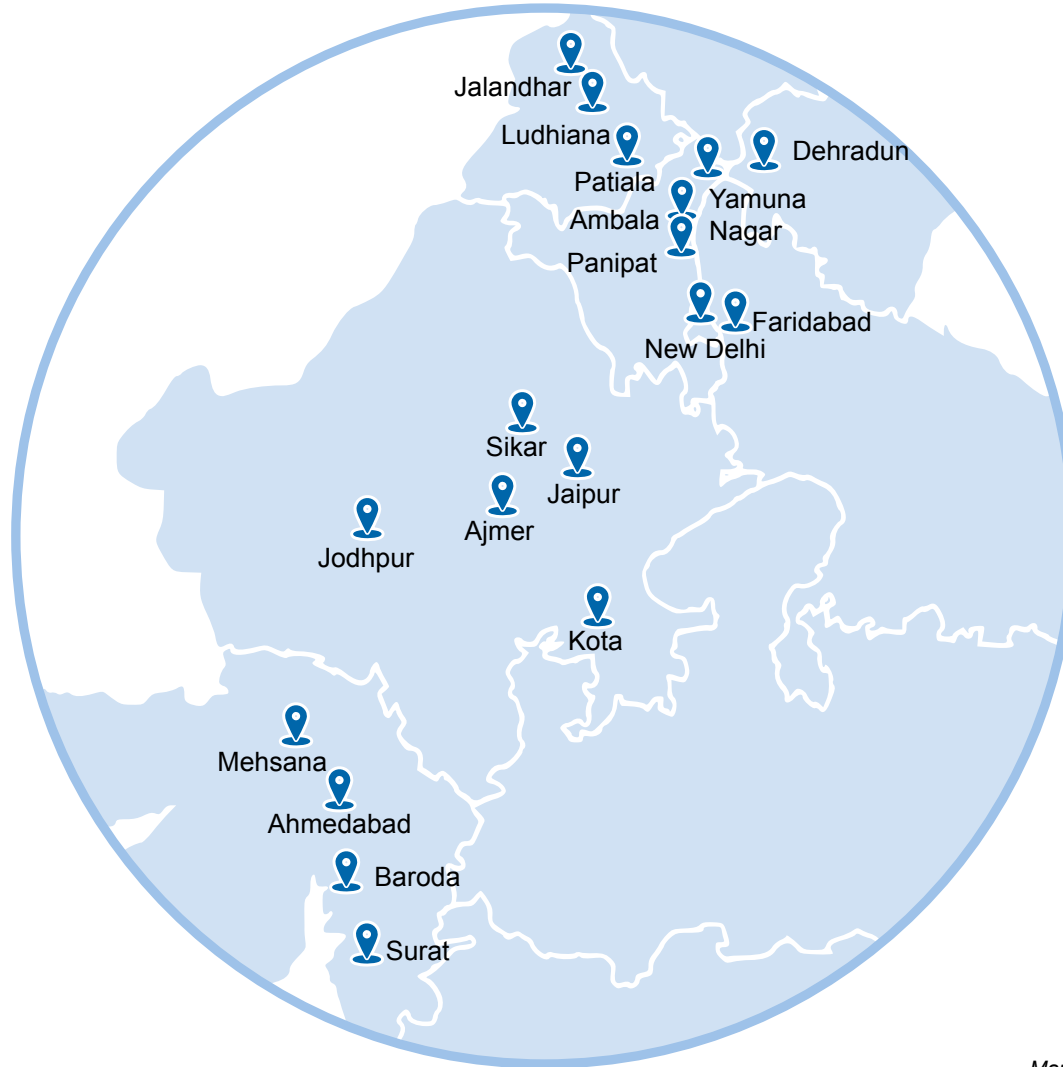 Jalandhar
Ludhiana
Dehradun
Patiala
Yamuna
Nagar
Ambala
Panipat
Faridabad
New Delhi
Sikar
Jaipur
Ajmer
Jodhpur
Kota
Mehsana
Ahmedabad
Baroda
Surat